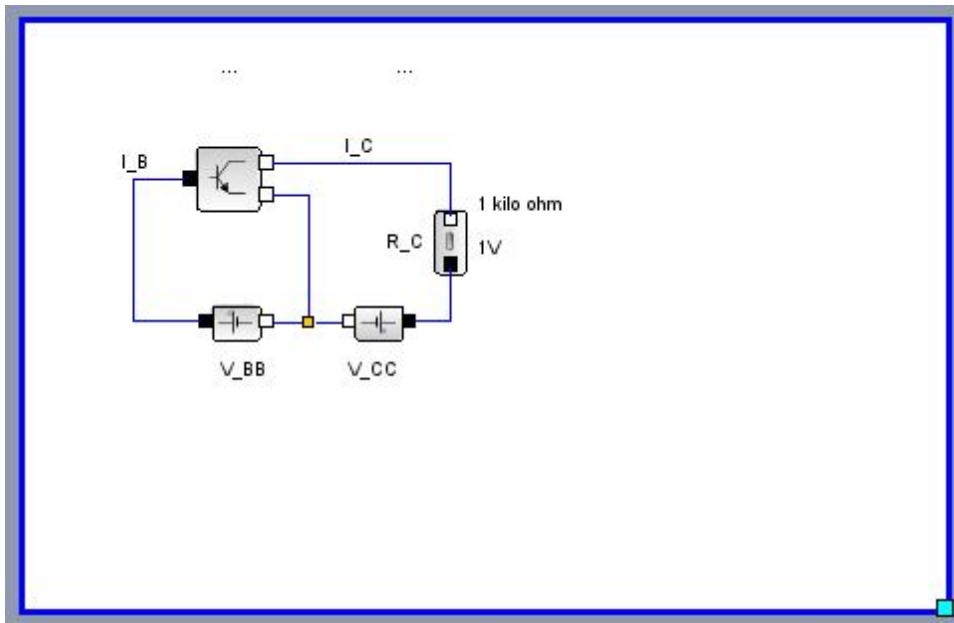 ... ...
I_B
I_C
1 kilo ohm
R_C
1V
V_BB
V_CC